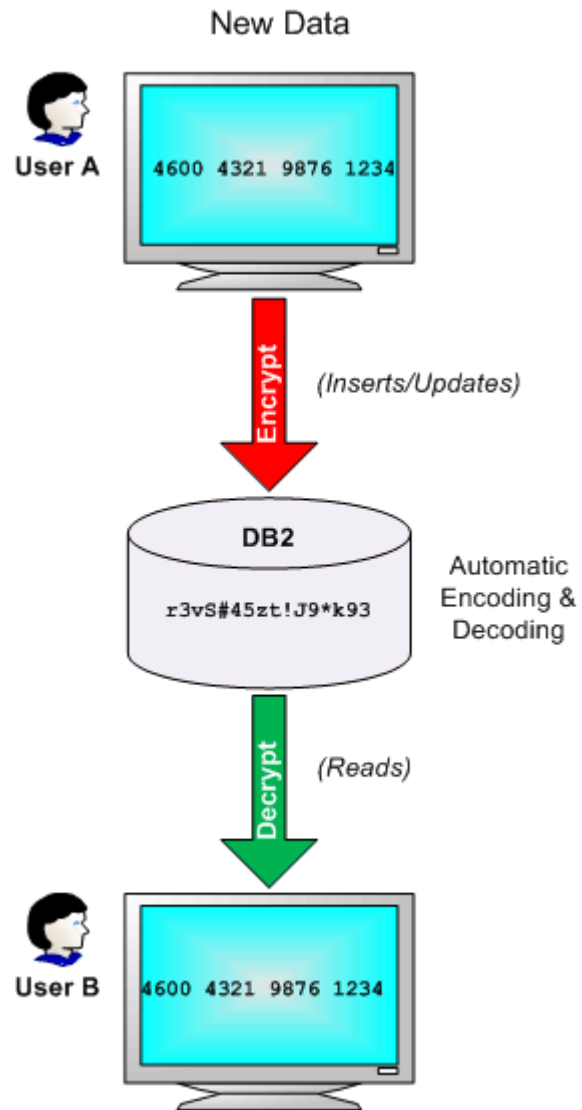 New Data
User A
4600 4321 9876 1234
Encrypt
(Inserts/Updates)
DB2
r3vS#45zt!J9*k93
Automatic
Encoding &
Decoding
Decrypt
(Reads)
User B
4600 4321 9876 1234